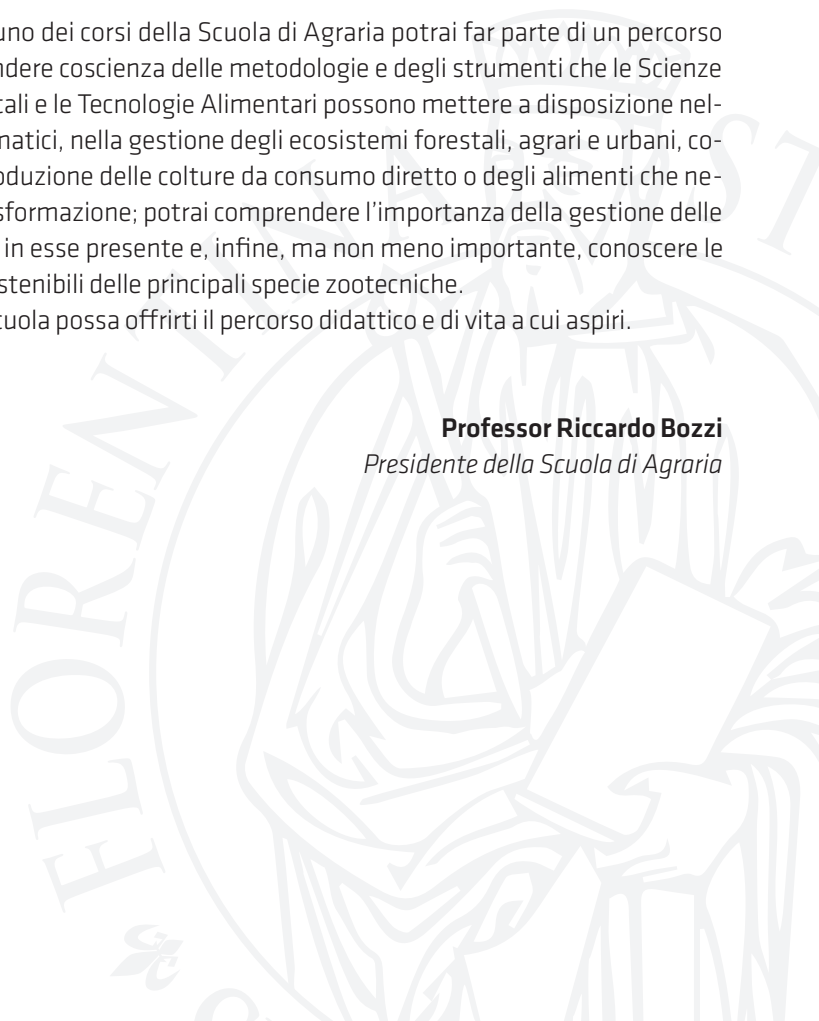 uno dei corsi della Scuola di Agraria potrai far parte di un percorso
ndere coscienza delle metodologie e degli strumenti che le Scienze
tali e le Tecnologie Alimentari possono mettere a disposizione nel-
matici, nella gestione degli ecosistemi forestali, agrari e urbani, co-
oduzione delle colture da consumo diretto o degli alimenti che ne-
sformazione; potrai comprendere l'importanza della gestione delle
in esse presente e, infine, ma non meno importante, conoscere le
stenibili delle principali specie zootecniche.
cuola possa offrirti il percorso didattico e di vita a cui aspiri.
Professor Riccardo Bozzi
Presidente della Scuola di Agraria
FLORENTINA ST